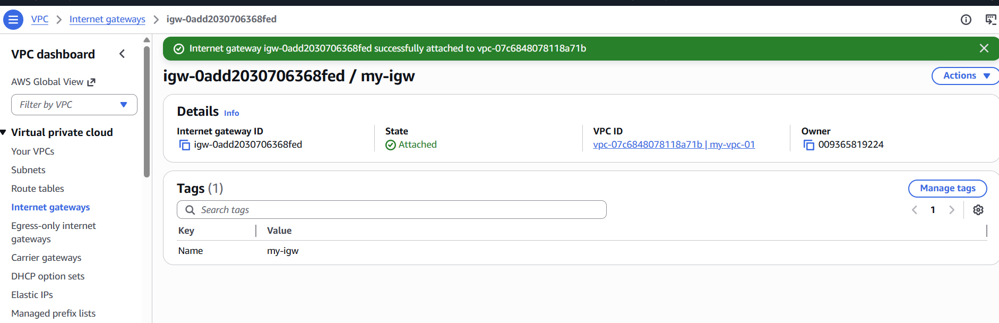 VPC > Internet gateways > igw-0add2030706368fed
VPC dashboard
AWS Global View
Filter by VPC
Virtual private cloud
Your VPCs
Subnets
Route tables
Internet gateways
Egress-only internet
gateways
Carrier gateways
DHCP option sets
Elastic IPs
Managed prefix lists
Internet gateway igw-0add2030706368fed successfully attached to vpc-07c6848078118a71b
igw-0add2030706368fed / my-igw
Actions
Details Info
Internet gateway ID
igw-0add2030706368fed
State
Attached
VPC ID
vpc-07c6848078118a71b | my-vpc-01
Owner
009365819224
Tags (1)
Manage tags
Search tags
1
Key Value
Name my-igw